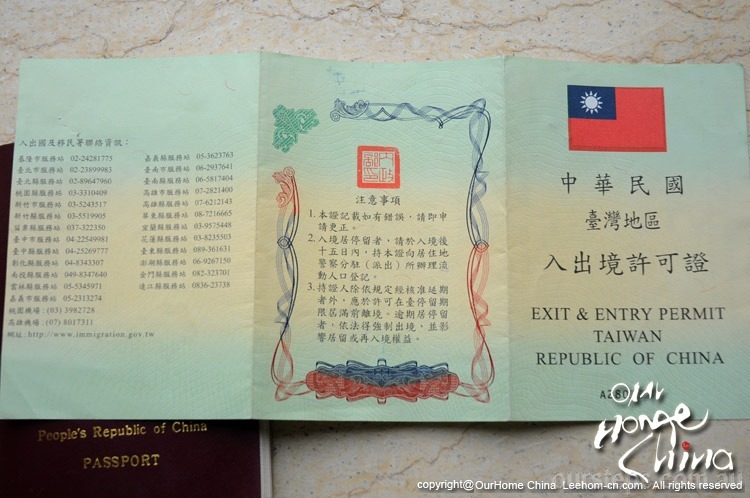 入出國及移民署聯絡資訊：
基隆市服務站 02-24281775 嘉義縣服務站 05-3623763
臺北市服務站 02-23899983 臺南市服務站 06-2937641
臺北縣服務站 02-89647960 臺南縣服務站 06-5817404
桃園縣服務站 03-3310409 高雄市服務站 07-2821400
新竹市服務站 03-5243517 高雄縣服務站 07-6212143
新竹縣服務站 03-5519905 屏東縣服務站 08-7216665
苗栗縣服務站 037-322350 宜蘭縣服務站 03-9575448
臺中市服務站 04-22549981 花蓮縣服務站 03-8235503
臺中縣服務站 04-25269777 臺東縣服務站 089-361631
彰化縣服務站 04-8343307 澎湖縣服務站 06-9267150
南投縣服務站 049-8347640 金門縣服務站 082-323701
雲林縣服務站 05-5345971 連江縣服務站 0836-23738
嘉義市服務站 05-2313274
桃園機場：(03) 3982728
高雄機場：(07) 8017311
網址：http://www.immigration.gov.tw
內政部印
注意事項
1.本證記載如有錯誤，請即申
請更正。
2.入境居停留者，請於入境後
十五日內，持本證向居住地
警察分駐（派出）所辦理流
動人口登記。
3.持證人除依規定經核准延期
者外，應於許可在臺停留期
限屆滿前離境。逾期居停留
者，依法得強制出境，並影
響居留或再入境權益。
中華民國
臺灣地區
入出境許可證
EXIT & ENTRY PERMIT
TAIWAN
REPUBLIC OF CHINA
People's Republic of China
PASSPORT
OUR
HOME
China
copyright@OurHome China Leehom-cn.com. All rights reserved